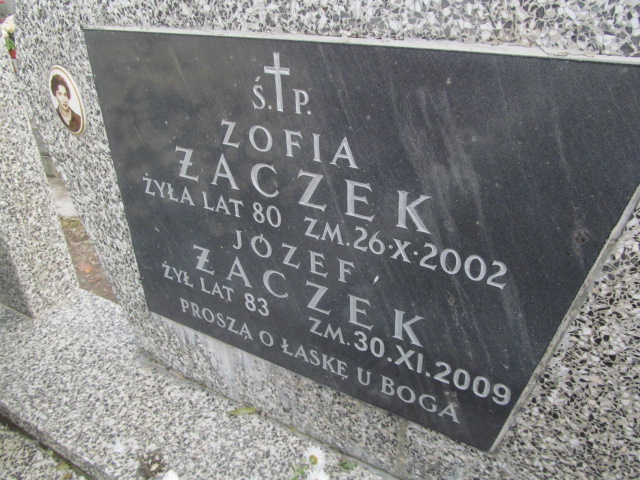 Ś.P.
ZOFIA
ŻACZEK
ŻYŁA LAT 80 ZM.26·X·2002
JÓZEF
ŻACZEK
ŻYŁ LAT 83 ZM.30.XI.2009
PROSZĄ O ŁASKĘ U BOGA